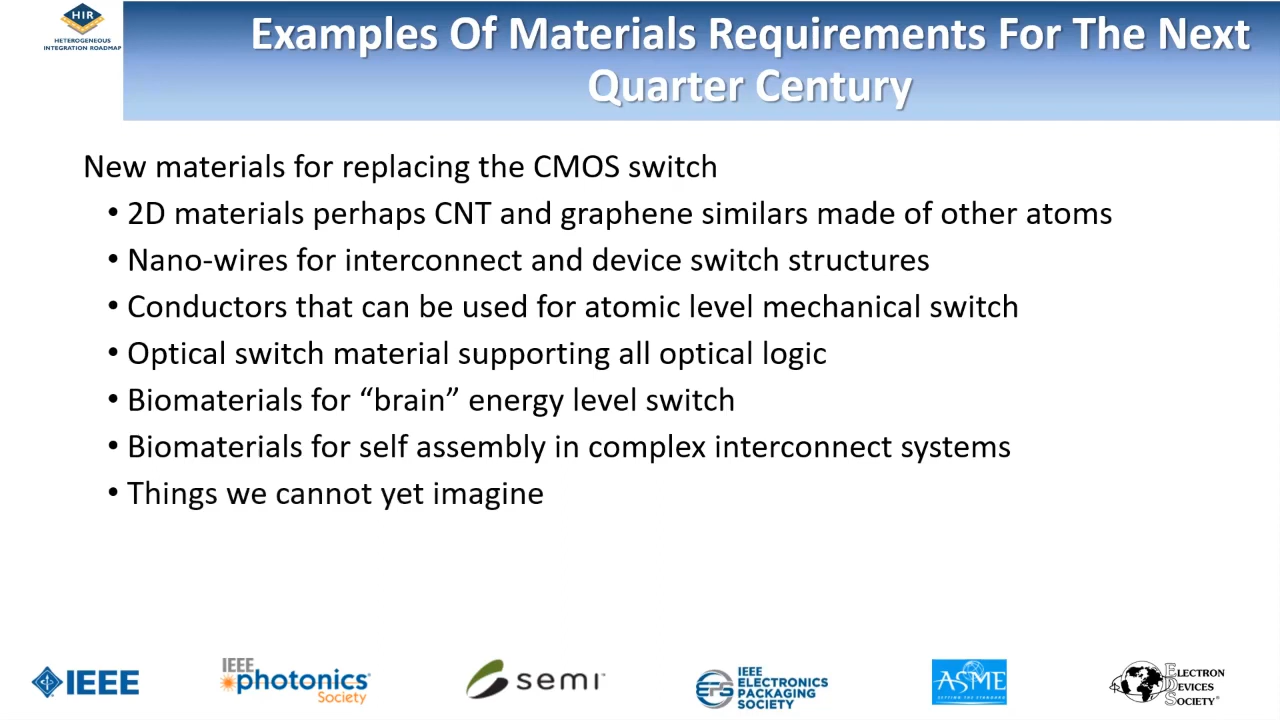 HIR
HETEROGENEOUS
INTEGRATION ROADMAP
Examples Of Materials Requirements For The Next
Quarter Century
New materials for replacing the CMOS switch
• 2D materials perhaps CNT and graphene similars made of other atoms
• Nano-wires for interconnect and device switch structures
• Conductors that can be used for atomic level mechanical switch
• Optical switch material supporting all optical logic
• Biomaterials for “brain” energy level switch
• Biomaterials for self assembly in complex interconnect systems
• Things we cannot yet imagine
IEEE
IEEE
photonics
Society
semi
EPS
IEEE
ELECTRONICS
PACKAGING
SOCIETY
ASME
SETTING THE STANDARD
ELECTRON
DEVICES
SOCIETY®